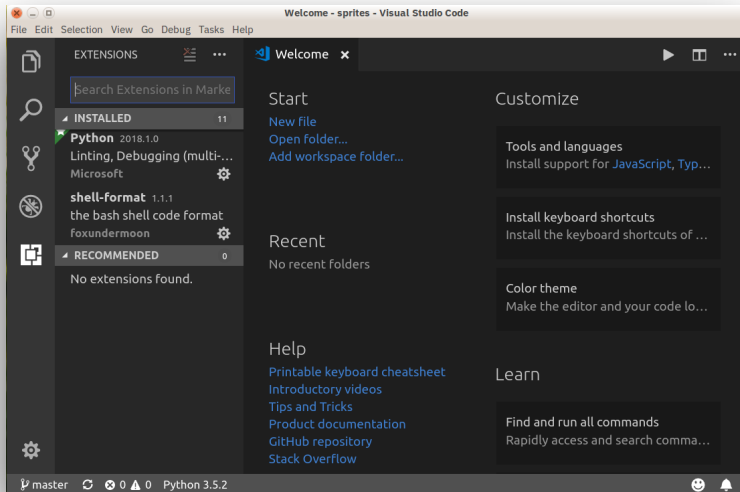 Welcome - sprites - Visual Studio Code
File Edit Selection View Go Debug Tasks Help
EXTENSIONS
Search Extensions in Marke
INSTALLED 11
Python 2018.1.0
Linting, Debugging (multi-...
Microsoft
shell-format 1.1.1
the bash shell code format
foxundermoon
RECOMMENDED 0
No extensions found.
Welcome
Start
New file
Open folder...
Add workspace folder...
Recent
No recent folders
Help
Printable keyboard cheatsheet
Introductory videos
Tips and Tricks
Product documentation
GitHub repository
Stack Overflow
Customize
Tools and languages
Install support for JavaScript, Typ...
Install keyboard shortcuts
Install the keyboard shortcuts of ...
Color theme
Make the editor and your code lo...
Learn
Find and run all commands
Rapidly access and search comma...
master 0 0 Python 3.5.2